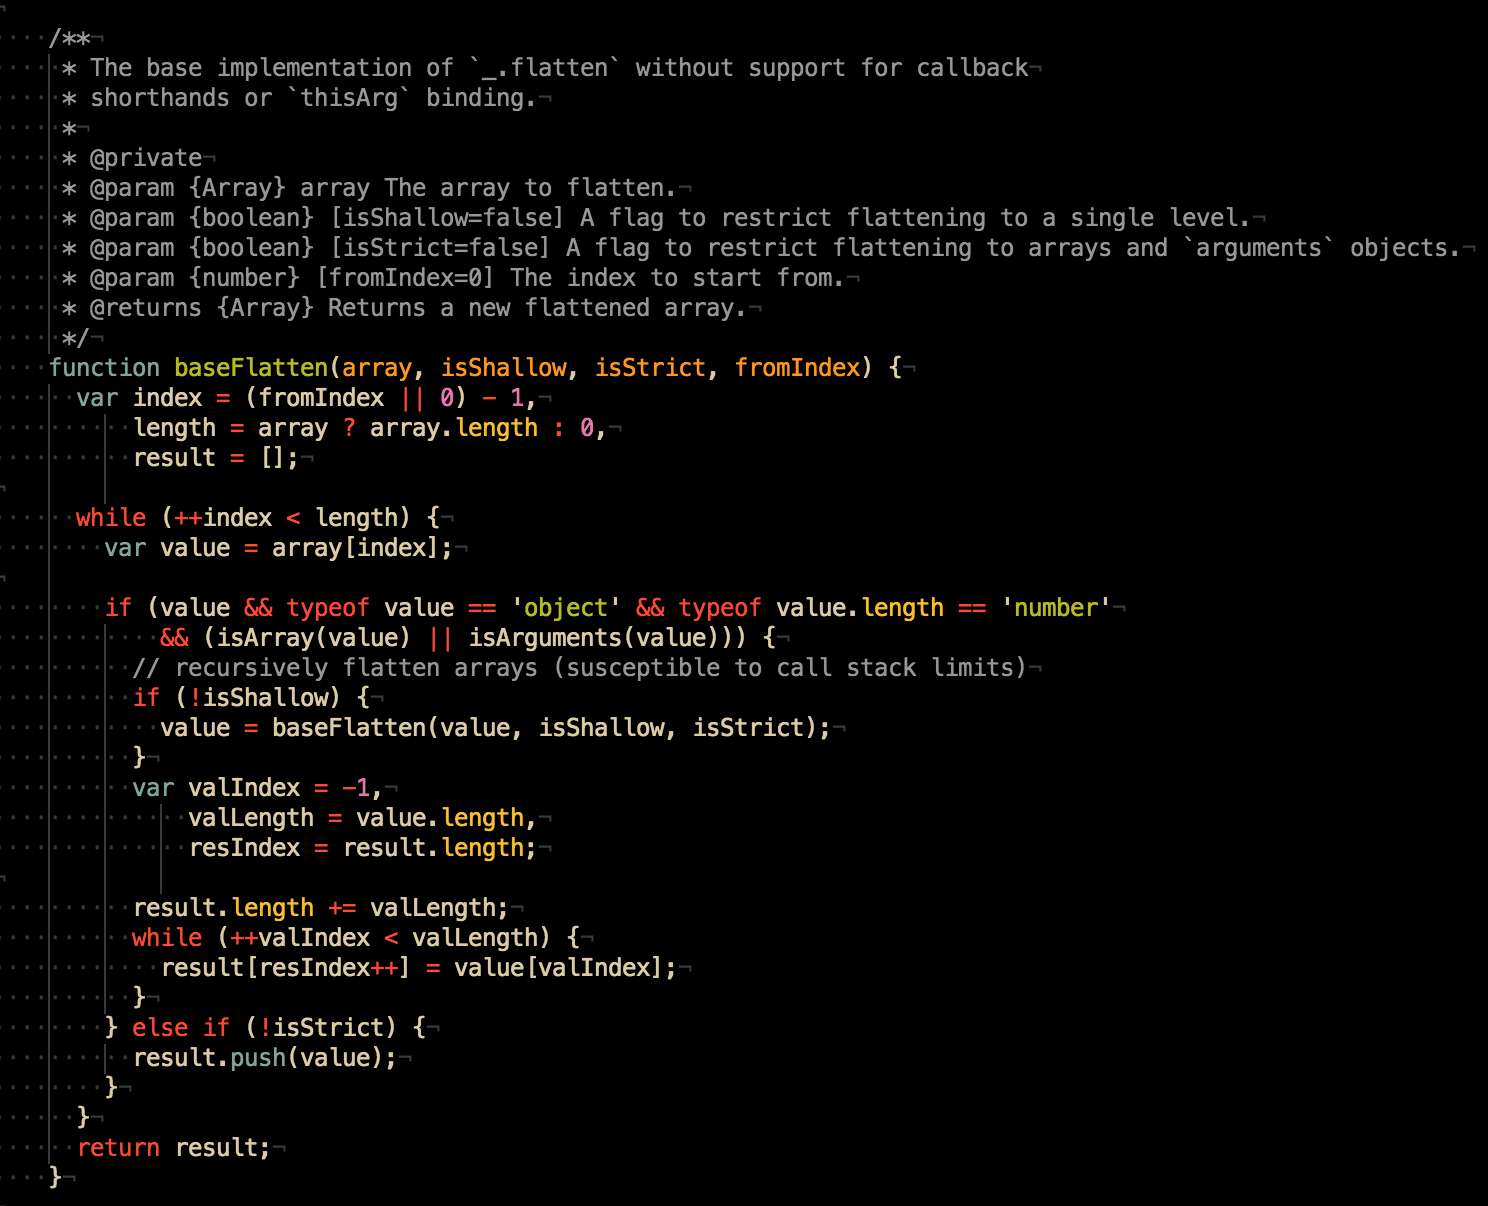 /**
 * The base implementation of `_.flatten` without support for callback
 * shorthands or `thisArg` binding.
 *
 * @private
 * @param {Array} array The array to flatten.
 * @param {boolean} [isShallow=false] A flag to restrict flattening to a single level.
 * @param {boolean} [isStrict=false] A flag to restrict flattening to arrays and `arguments` objects.
 * @param {number} [fromIndex=0] The index to start from.
 * @returns {Array} Returns a new flattened array.
 */
function baseFlatten(array, isShallow, isStrict, fromIndex) {
  var index = (fromIndex || 0) - 1,
      length = array ? array.length : 0,
      result = [];

  while (++index < length) {
    var value = array[index];

    if (value && typeof value == 'object' && typeof value.length == 'number'
        && (isArray(value) || isArguments(value))) {
      // recursively flatten arrays (susceptible to call stack limits)
      if (!isShallow) {
        value = baseFlatten(value, isShallow, isStrict);
      }
      var valIndex = -1,
          valLength = value.length,
          resIndex = result.length;

      result.length += valLength;
      while (++valIndex < valLength) {
        result[resIndex++] = value[valIndex];
      }
    } else if (!isStrict) {
      result.push(value);
    }
  }
  return result;
}